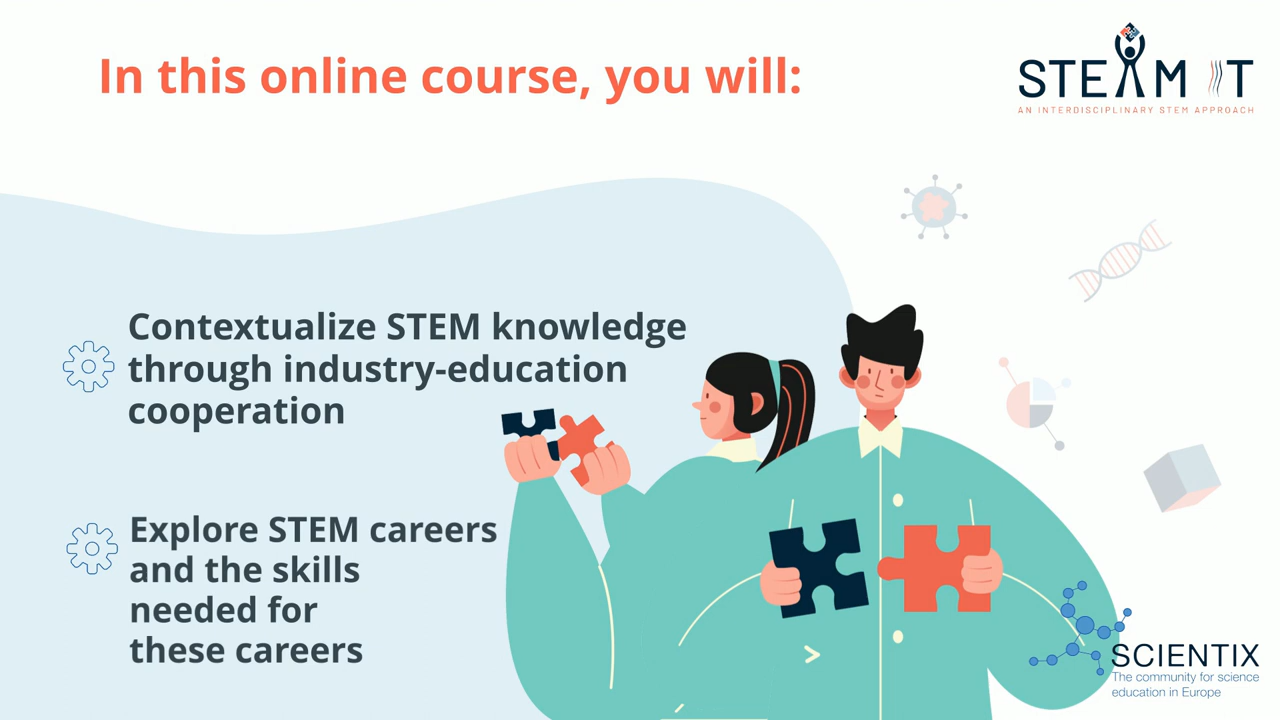 In this online course, you will:
STEAM IT
AN INTERDISCIPLINARY STEM APPROACH
Contextualize STEM knowledge
through industry-education
cooperation
Explore STEM careers
and the skills
needed for
these careers
SCIENTIX
The community for science
education in Europe